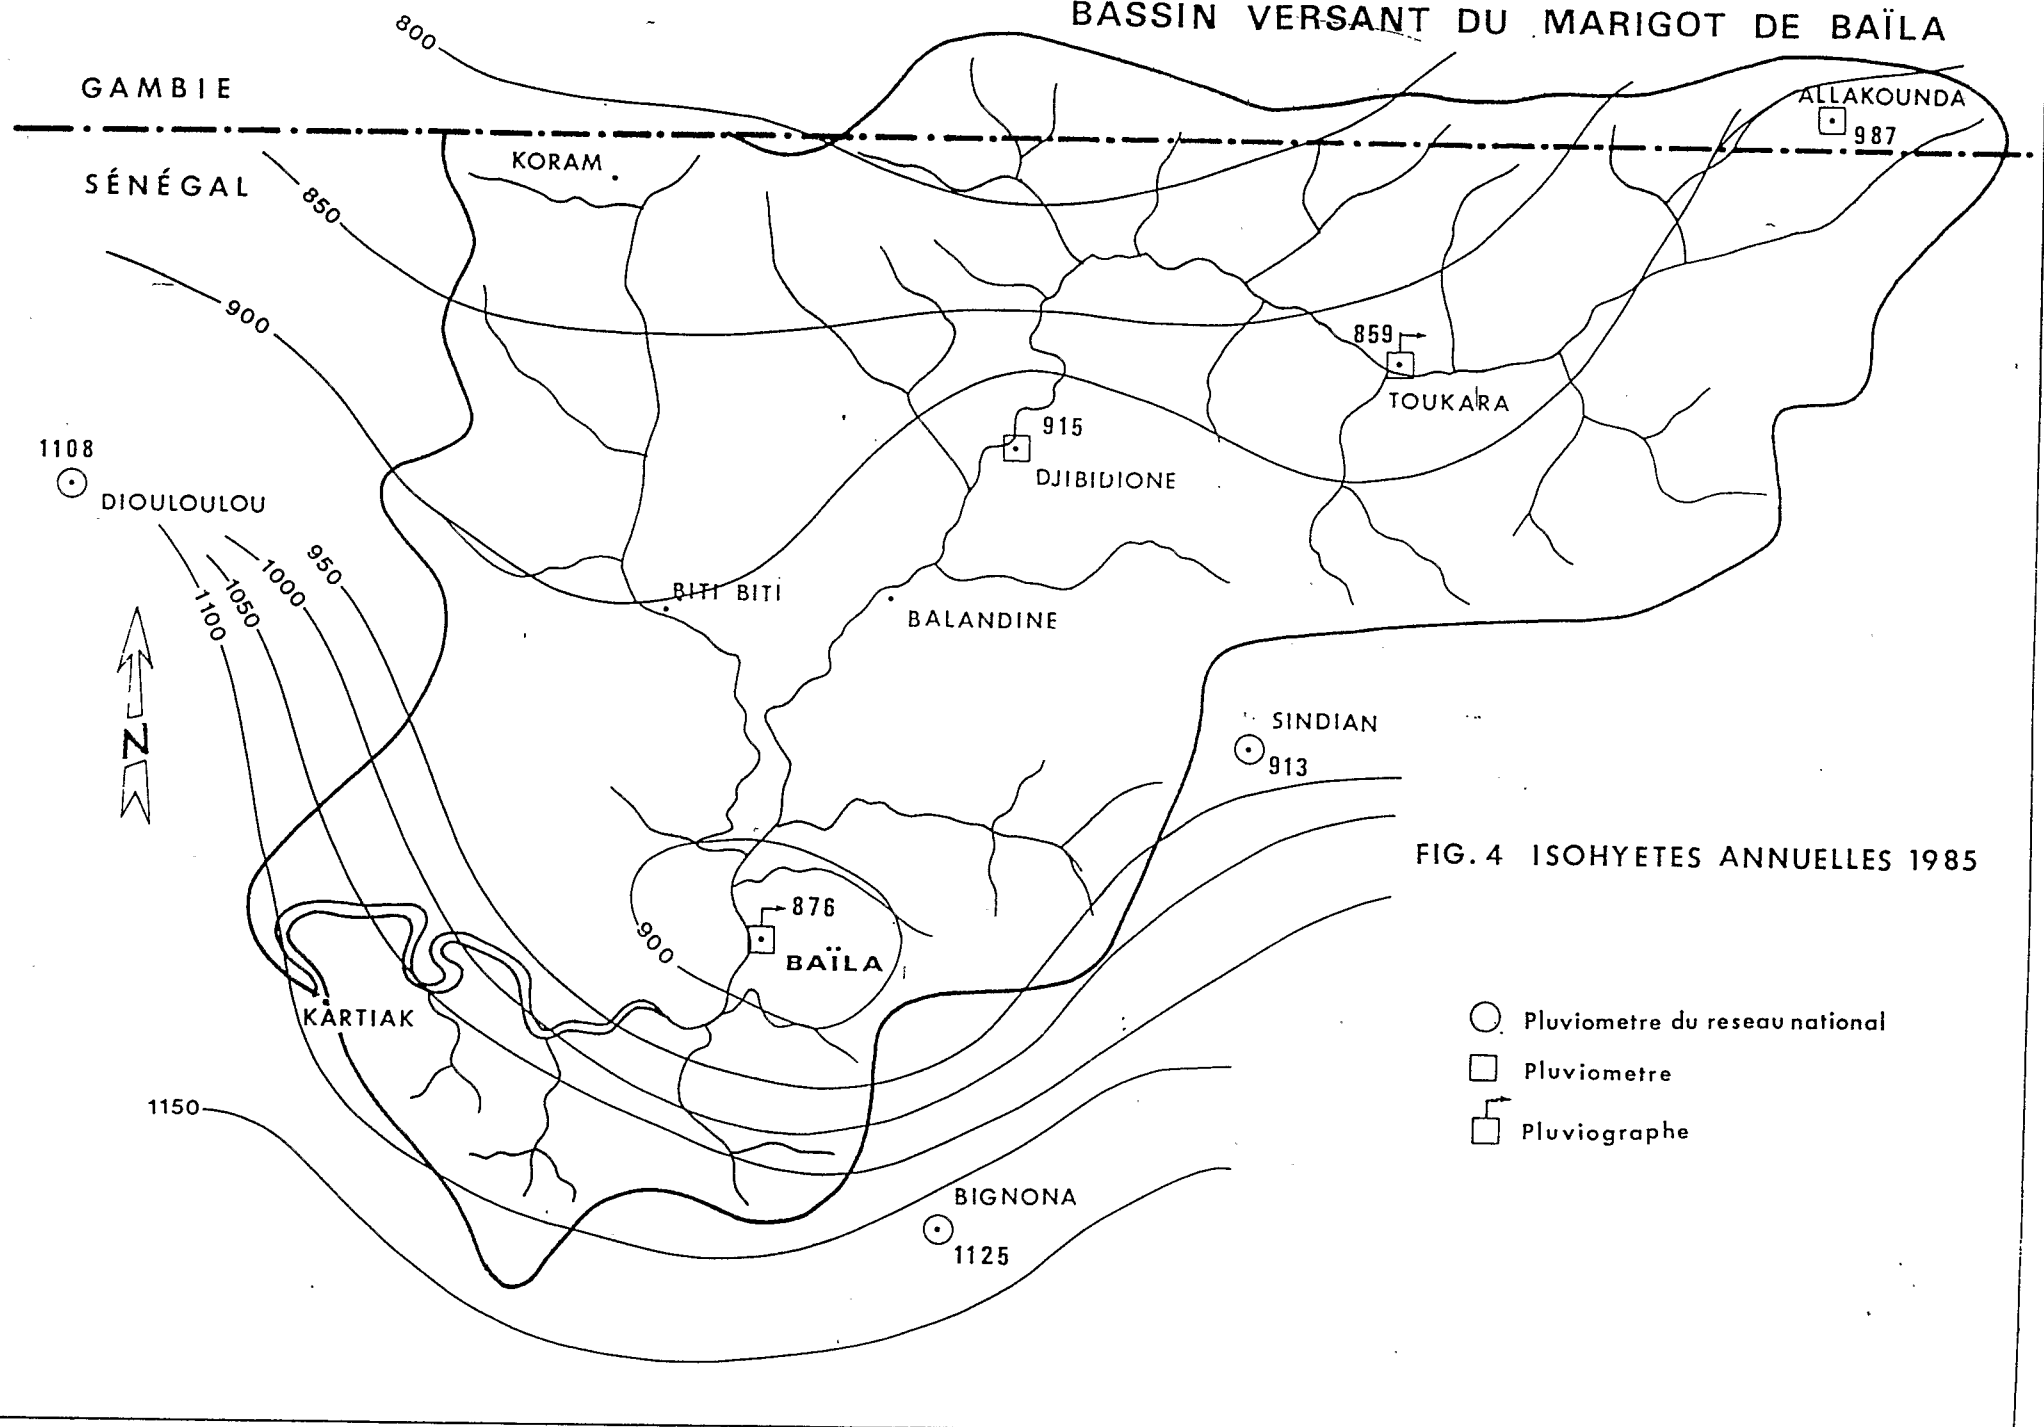 BASSIN VERSANT DU MARIGOT DE BAÏLA
800
GAMBIE
ALLAKOUNDA
987
KORAM
SÉNÉGAL
850
900
859
TOUKARA
915
DJIBIDIONE
1108
DIOULOULOU
950
1000
1050
1100
BITI BITI
BALANDINE
N
SINDIAN
913
FIG. 4 ISOHYETES ANNUELLES 1985
876
900
BAÏLA
KARTIAK
Pluviometre du reseau national
Pluviometre
Pluviographe
1150
BIGNONA
1125